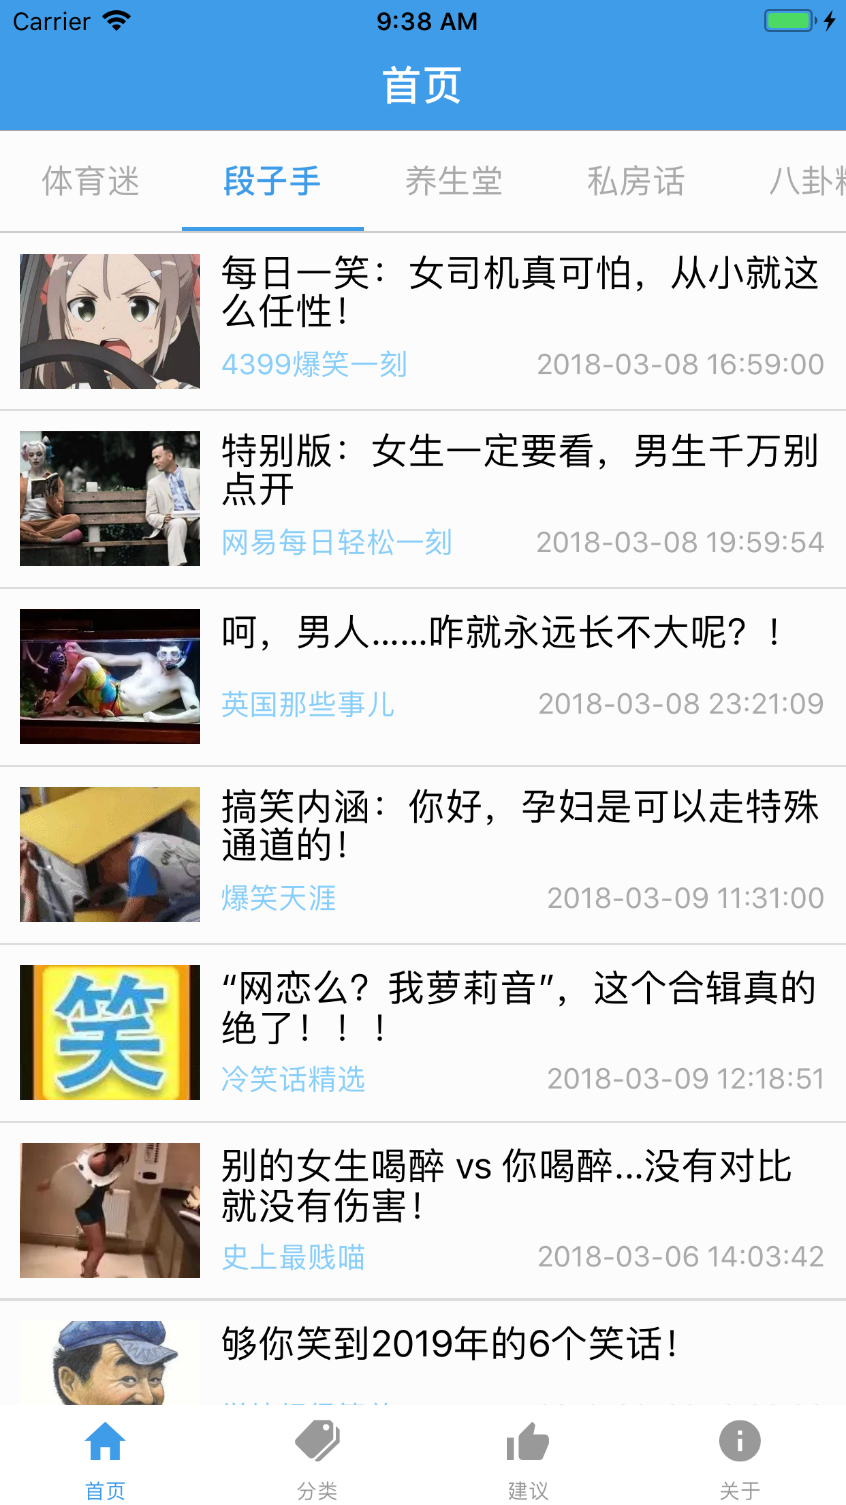 Carrier 9:38 AM
首页
体育迷 段子手 养生堂 私房话 八卦
每日一笑：女司机真可怕，从小就这
么任性！
4399爆笑一刻 2018-03-08 16:59:00
特别版：女生一定要看，男生千万别
点开
网易每日轻松一刻 2018-03-08 19:59:54
呵，男人……咋就永远长不大呢？！
英国那些事儿 2018-03-08 23:21:09
搞笑内涵：你好，孕妇是可以走特殊
通道的！
爆笑天涯 2018-03-09 11:31:00
笑
“网恋么？我萝莉音”，这个合辑真的
绝了！！！
冷笑话精选 2018-03-09 12:18:51
别的女生喝醉 vs 你喝醉...没有对比
就没有伤害！
史上最贱喵 2018-03-06 14:03:42
够你笑到2019年的6个笑话！
首页 分类 建议 关于